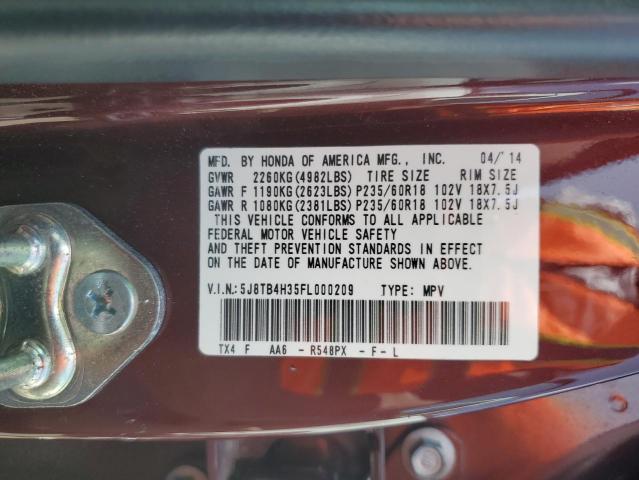 MFD. BY HONDA OF AMERICA MFG., INC. 04/'14
GVWR 2260KG(4982LBS) TIRE SIZE RIM SIZE
GAWR F 1190KG(2623LBS) P235/60R18 102V 18X7.5J
GAWR R 1080KG(2381LBS) P235/60R18 102V 18X7.5J
THIS VEHICLE CONFORMS TO ALL APPLICABLE
FEDERAL MOTOR VEHICLE SAFETY
AND THEFT PREVENTION STANDARDS IN EFFECT
ON THE DATE OF MANUFACTURE SHOWN ABOVE.
V.I.N.: 5J8TB4H35FL000209 TYPE: MPV
TX4 F AA6 - R548PX - F - L